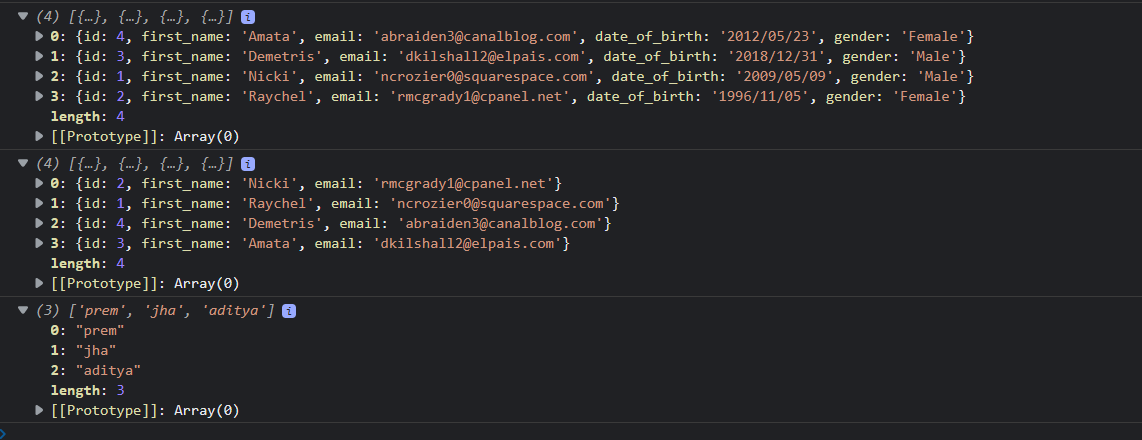 (4) [{…}, {…}, {…}, {…}] i
0: {id: 4, first_name: 'Amata', email: 'abraiden3@canalblog.com', date_of_birth: '2012/05/23', gender: 'Female'}
1: {id: 3, first_name: 'Demetris', email: 'dkilshall2@elpais.com', date_of_birth: '2018/12/31', gender: 'Male'}
2: {id: 1, first_name: 'Nicki', email: 'ncrozier0@squarespace.com', date_of_birth: '2009/05/09', gender: 'Male'}
3: {id: 2, first_name: 'Raychel', email: 'rmcgrady1@cpanel.net', date_of_birth: '1996/11/05', gender: 'Female'}
length: 4
[[Prototype]]: Array(0)
(4) [{…}, {…}, {…}, {…}] i
0: {id: 2, first_name: 'Nicki', email: 'rmcgrady1@cpanel.net'}
1: {id: 1, first_name: 'Raychel', email: 'ncrozier0@squarespace.com'}
2: {id: 4, first_name: 'Demetris', email: 'abraiden3@canalblog.com'}
3: {id: 3, first_name: 'Amata', email: 'dkilshall2@elpais.com'}
length: 4
[[Prototype]]: Array(0)
(3) ['prem', 'jha', 'aditya'] i
0: "prem"
1: "jha"
2: "aditya"
length: 3
[[Prototype]]: Array(0)